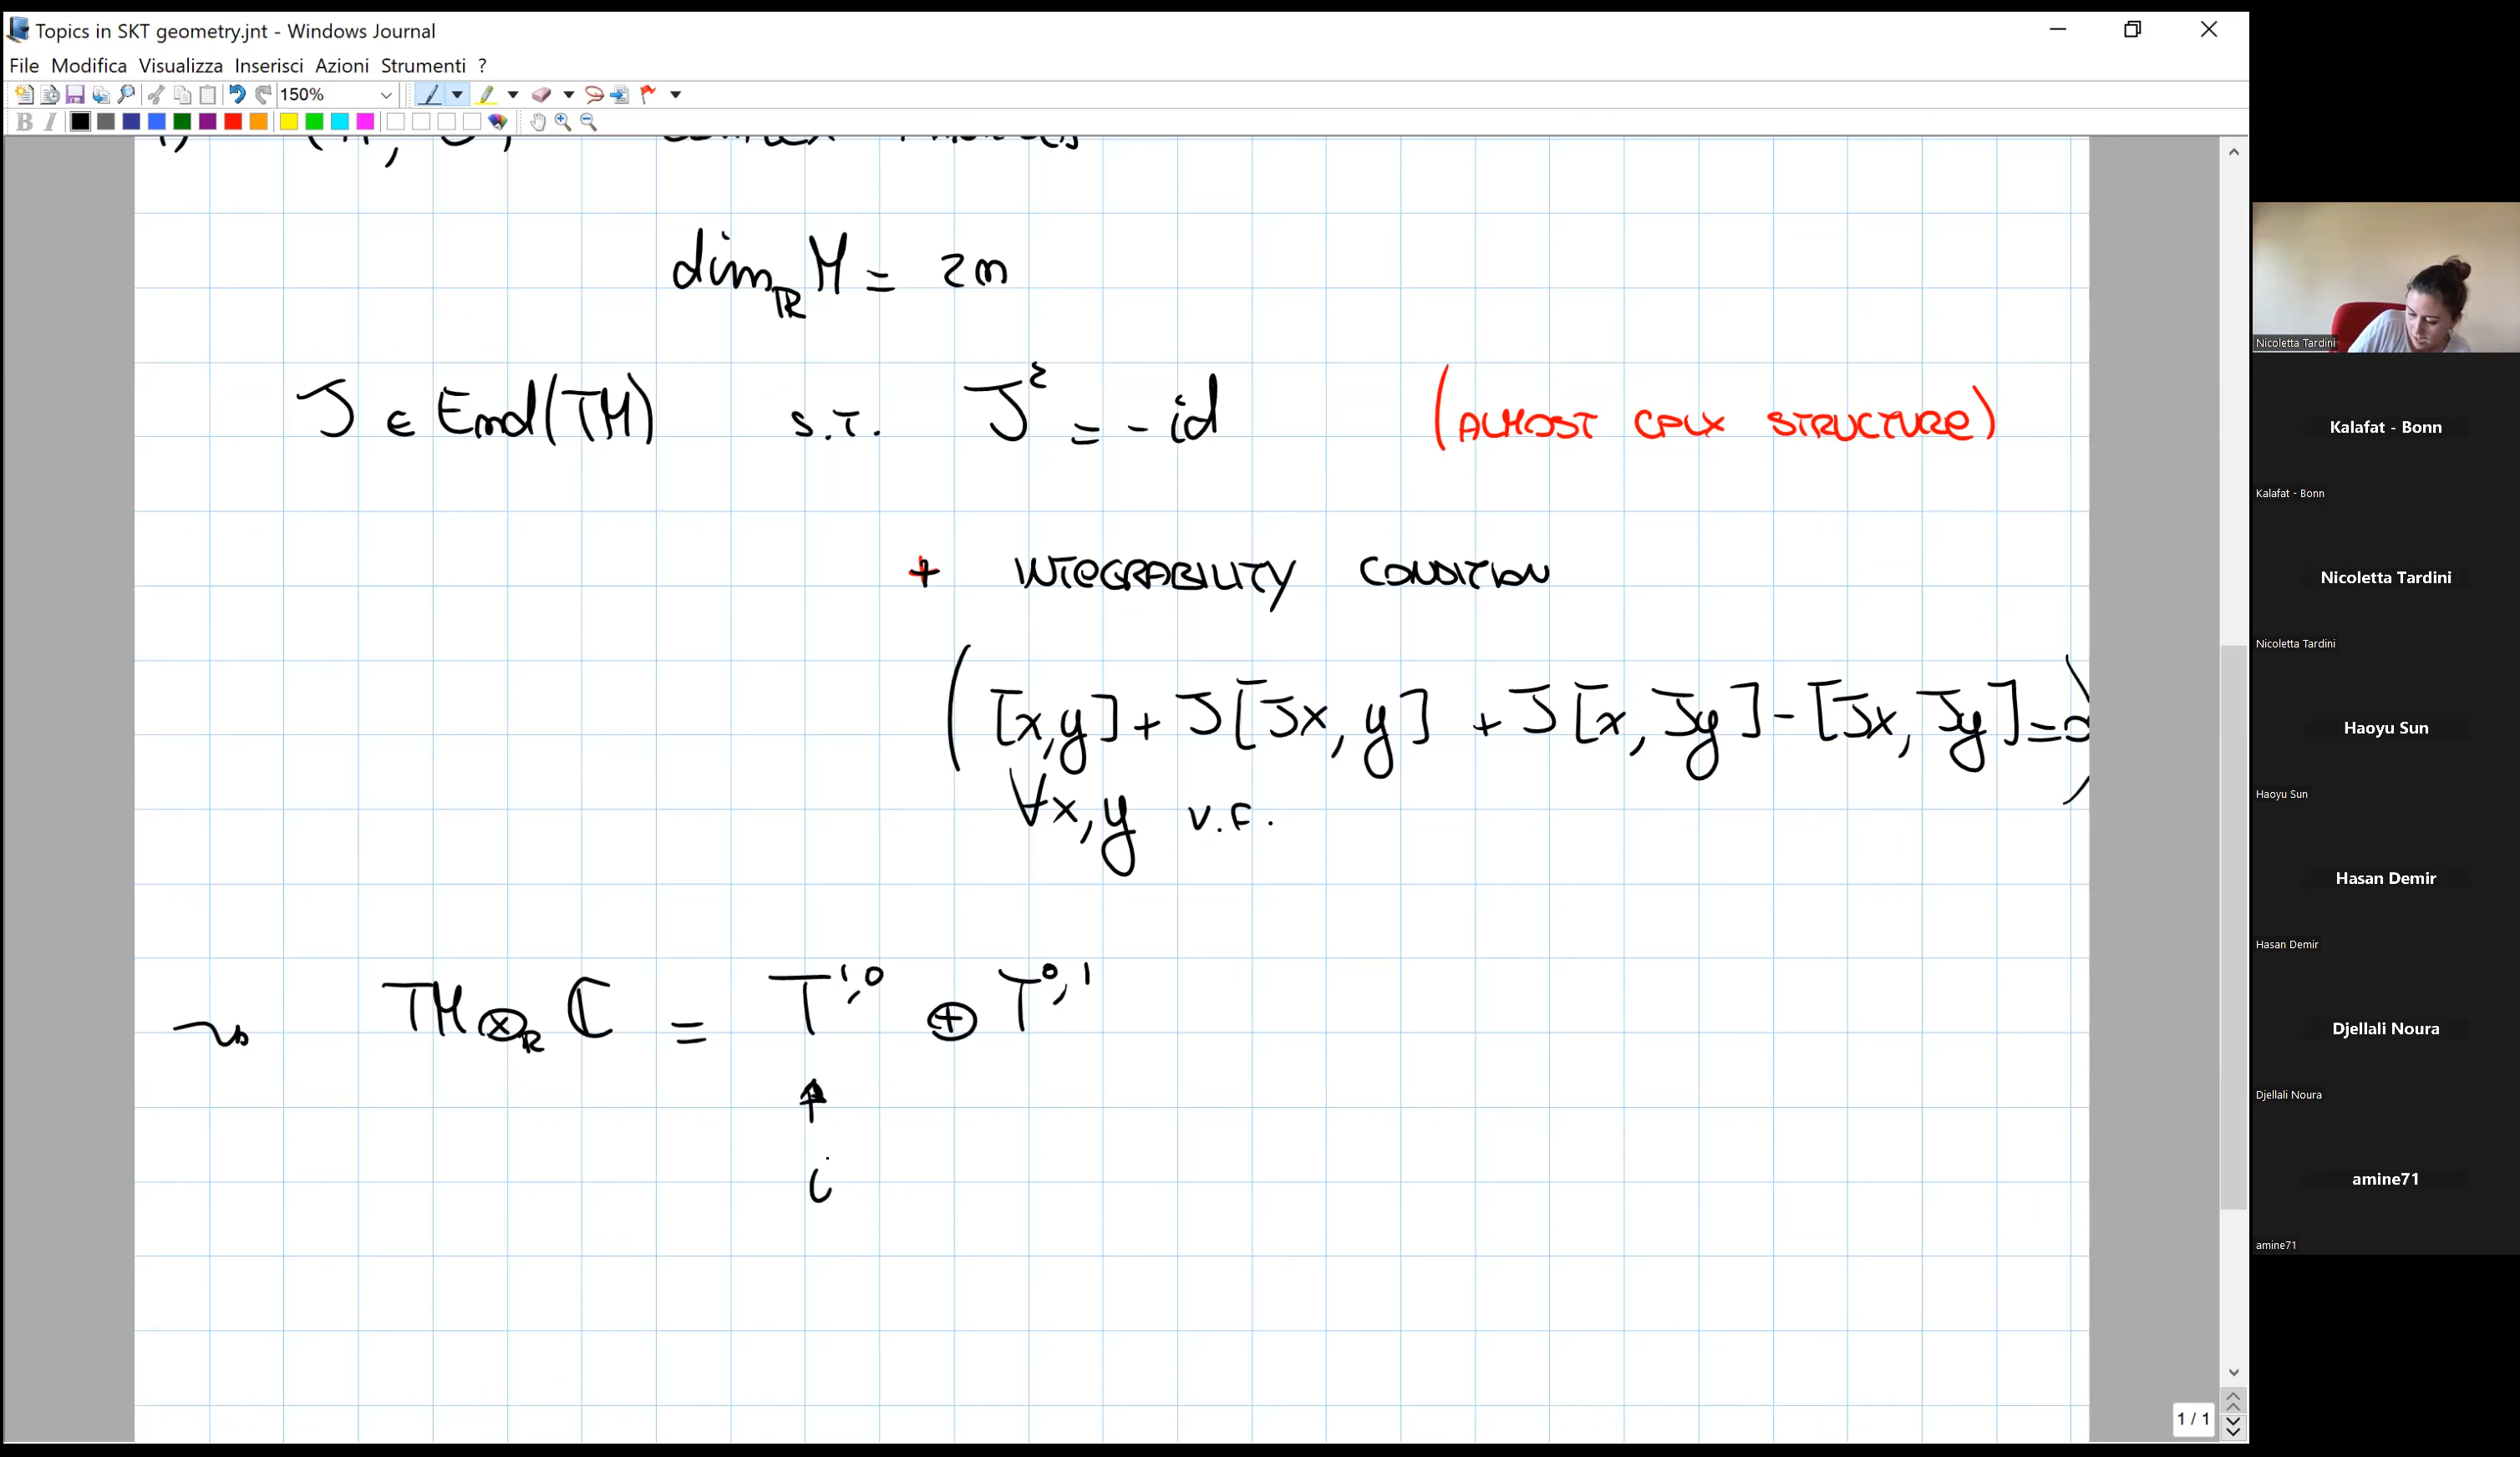 Topics in SKT geometry.jnt - Windows Journal
File Modifica Visualizza Inserisci Azioni Strumenti ?
150%
B I
dim_ℝ M = 2n
J ∈ End(TM) s.t. J² = -id (ALMOST CPLX STRUCTURE)
+ INTEGRABILITY CONDITION
([x,y] + J[Jx, y] + J[x, Jy] - [Jx, Jy] = 0)
∀x, y v.f.
⇝ TM ⊗_ℝ ℂ = T^{1,0} ⊕ T^{0,1}
↑
i
1 / 1
Nicoletta Tardini
Kalafat - Bonn
Kalafat - Bonn
Nicoletta Tardini
Nicoletta Tardini
Haoyu Sun
Haoyu Sun
Hasan Demir
Hasan Demir
Djellali Noura
Djellali Noura
amine71
amine71